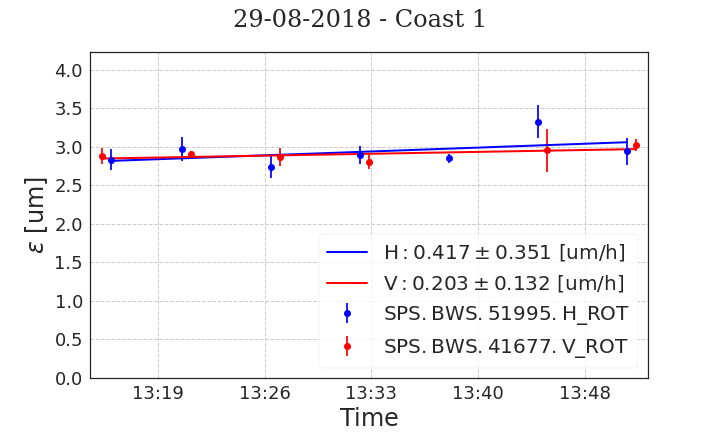 29-08-2018 - Coast 1
4.0
3.5
3.0
2.5
2.0
1.5
1.0
0.5
0.0
ε [um]
H : 0.417 ± 0.351 [um/h]
V : 0.203 ± 0.132 [um/h]
SPS. BWS. 51995. H_ROT
SPS. BWS. 41677. V_ROT
13:19 13:26 13:33 13:40 13:48
Time